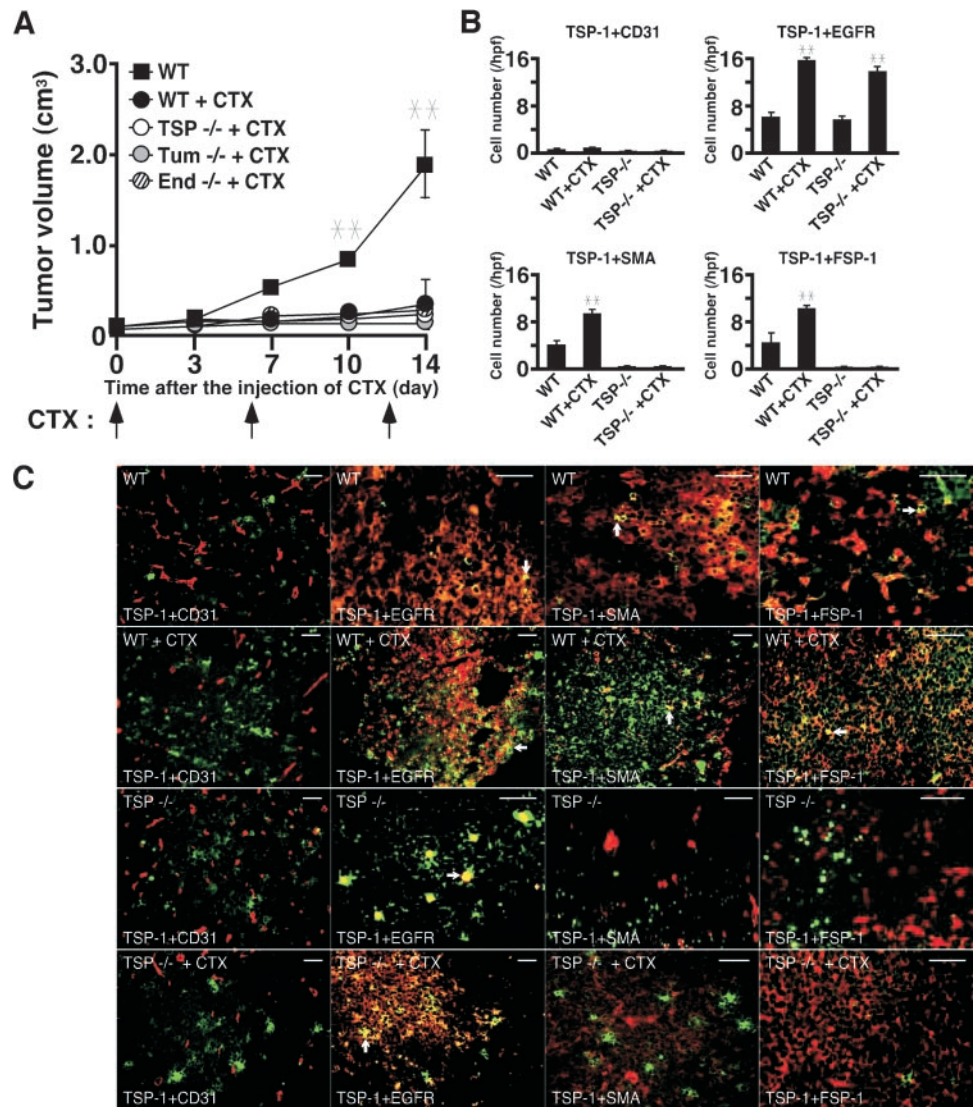 A
Tumor volume (cm³)
3.0
2.0
1.0
0
WT
WT + CTX
TSP -/- + CTX
Tum -/- + CTX
End -/- + CTX
**
**
0 3 7 10 14
Time after the injection of CTX (day)
CTX :
B
TSP-1+CD31
Cell number (/hpf)
16
8
0
WT
WT+CTX
TSP-/-
TSP-/- +CTX
TSP-1+EGFR
Cell number (/hpf)
16
8
0
**
**
WT
WT+CTX
TSP-/-
TSP-/- +CTX
TSP-1+SMA
Cell number (/hpf)
16
8
0
**
WT
WT+CTX
TSP-/-
TSP-/- +CTX
TSP-1+FSP-1
Cell number (/hpf)
16
8
0
**
WT
WT+CTX
TSP-/-
TSP-/- +CTX
C
WT WT WT WT
TSP-1+CD31 TSP-1+EGFR TSP-1+SMA TSP-1+FSP-1
WT + CTX WT + CTX WT + CTX WT + CTX
TSP-1+CD31 TSP-1+EGFR TSP-1+SMA TSP-1+FSP-1
TSP -/- TSP -/- TSP -/- TSP -/-
TSP-1+CD31 TSP-1+EGFR TSP-1+SMA TSP-1+FSP-1
TSP -/- + CTX TSP -/- + CTX TSP -/- + CTX TSP -/- + CTX
TSP-1+CD31 TSP-1+EGFR TSP-1+SMA TSP-1+FSP-1